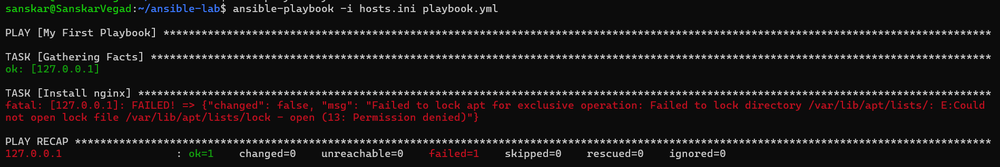 sanskar@SanskarVegad:~/ansible-lab$ ansible-playbook -i hosts.ini playbook.yml
PLAY [My First Playbook] ***********************************************************************************************************************************
TASK [Gathering Facts] *************************************************************************************************************************************
ok: [127.0.0.1]
TASK [Install nginx] ***************************************************************************************************************************************
fatal: [127.0.0.1]: FAILED! => {"changed": false, "msg": "Failed to lock apt for exclusive operation: Failed to lock directory /var/lib/apt/lists/: E:Could
not open lock file /var/lib/apt/lists/lock - open (13: Permission denied)"}
PLAY RECAP *************************************************************************************************************************************************
127.0.0.1                  : ok=1    changed=0    unreachable=0    failed=1    skipped=0    rescued=0    ignored=0